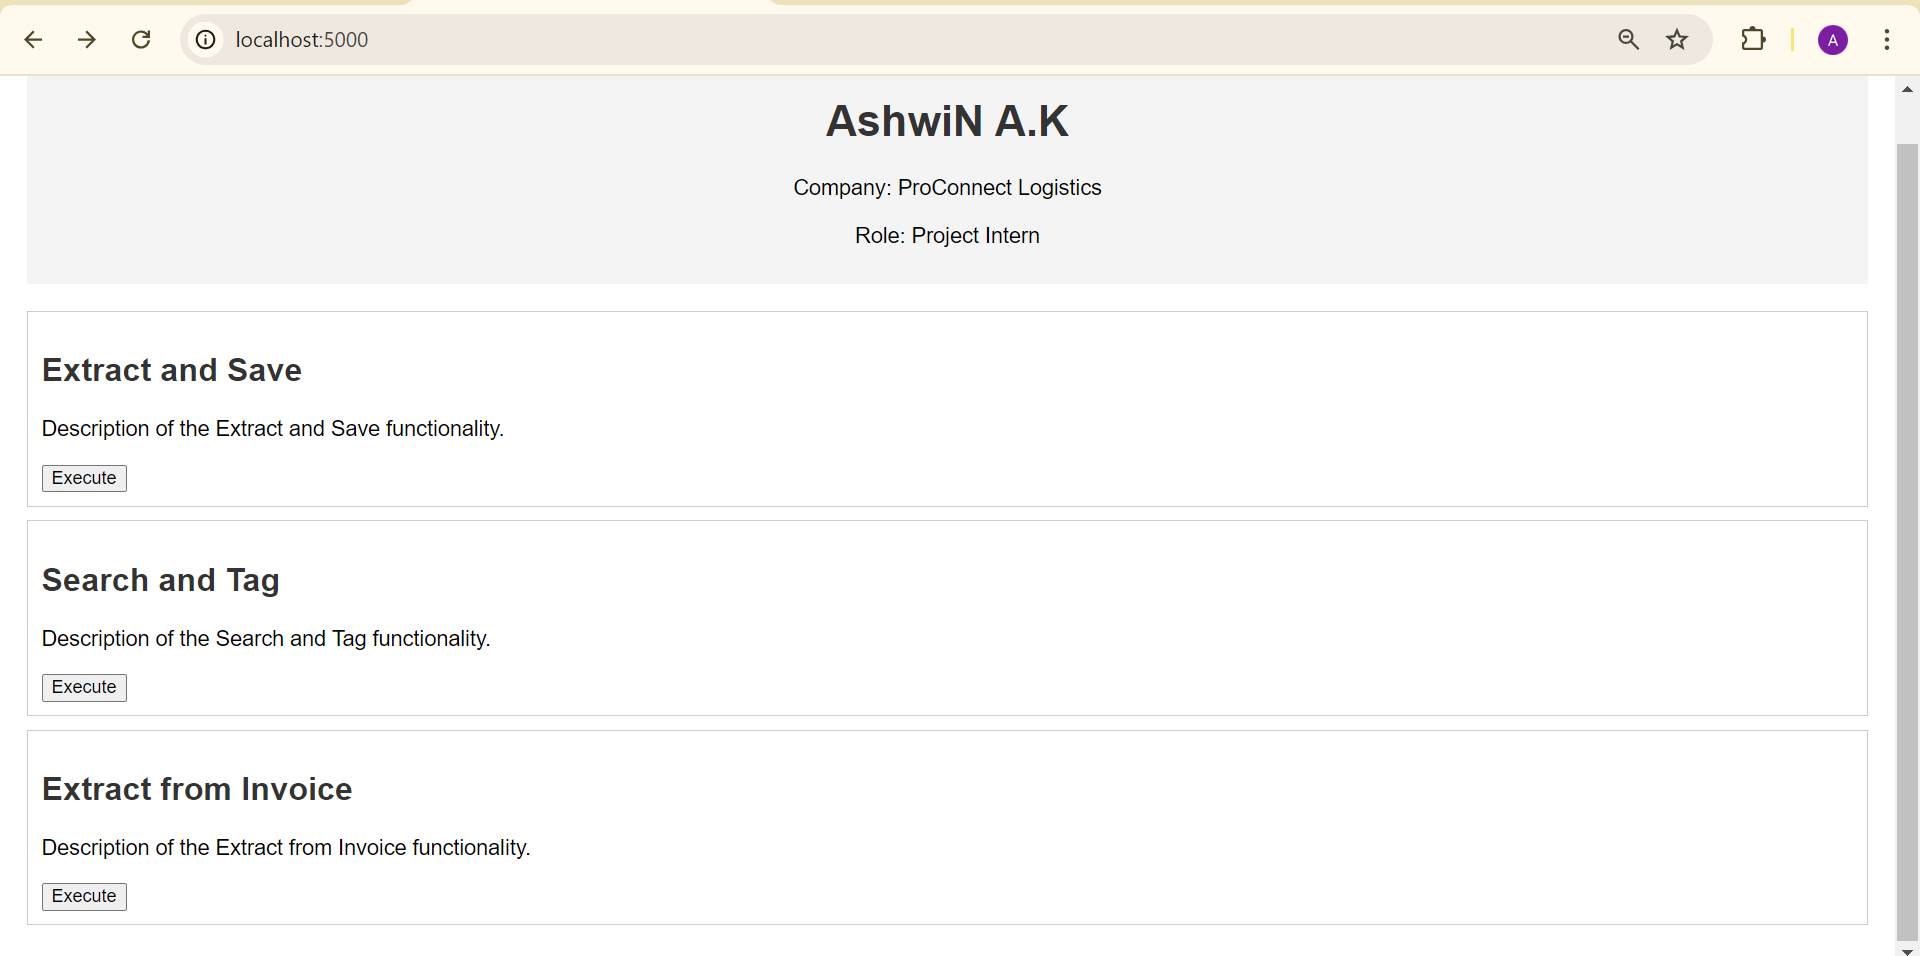 localhost:5000
A
AshwiN A.K
Company: ProConnect Logistics
Role: Project Intern
Extract and Save
Description of the Extract and Save functionality.
Execute
Search and Tag
Description of the Search and Tag functionality.
Execute
Extract from Invoice
Description of the Extract from Invoice functionality.
Execute